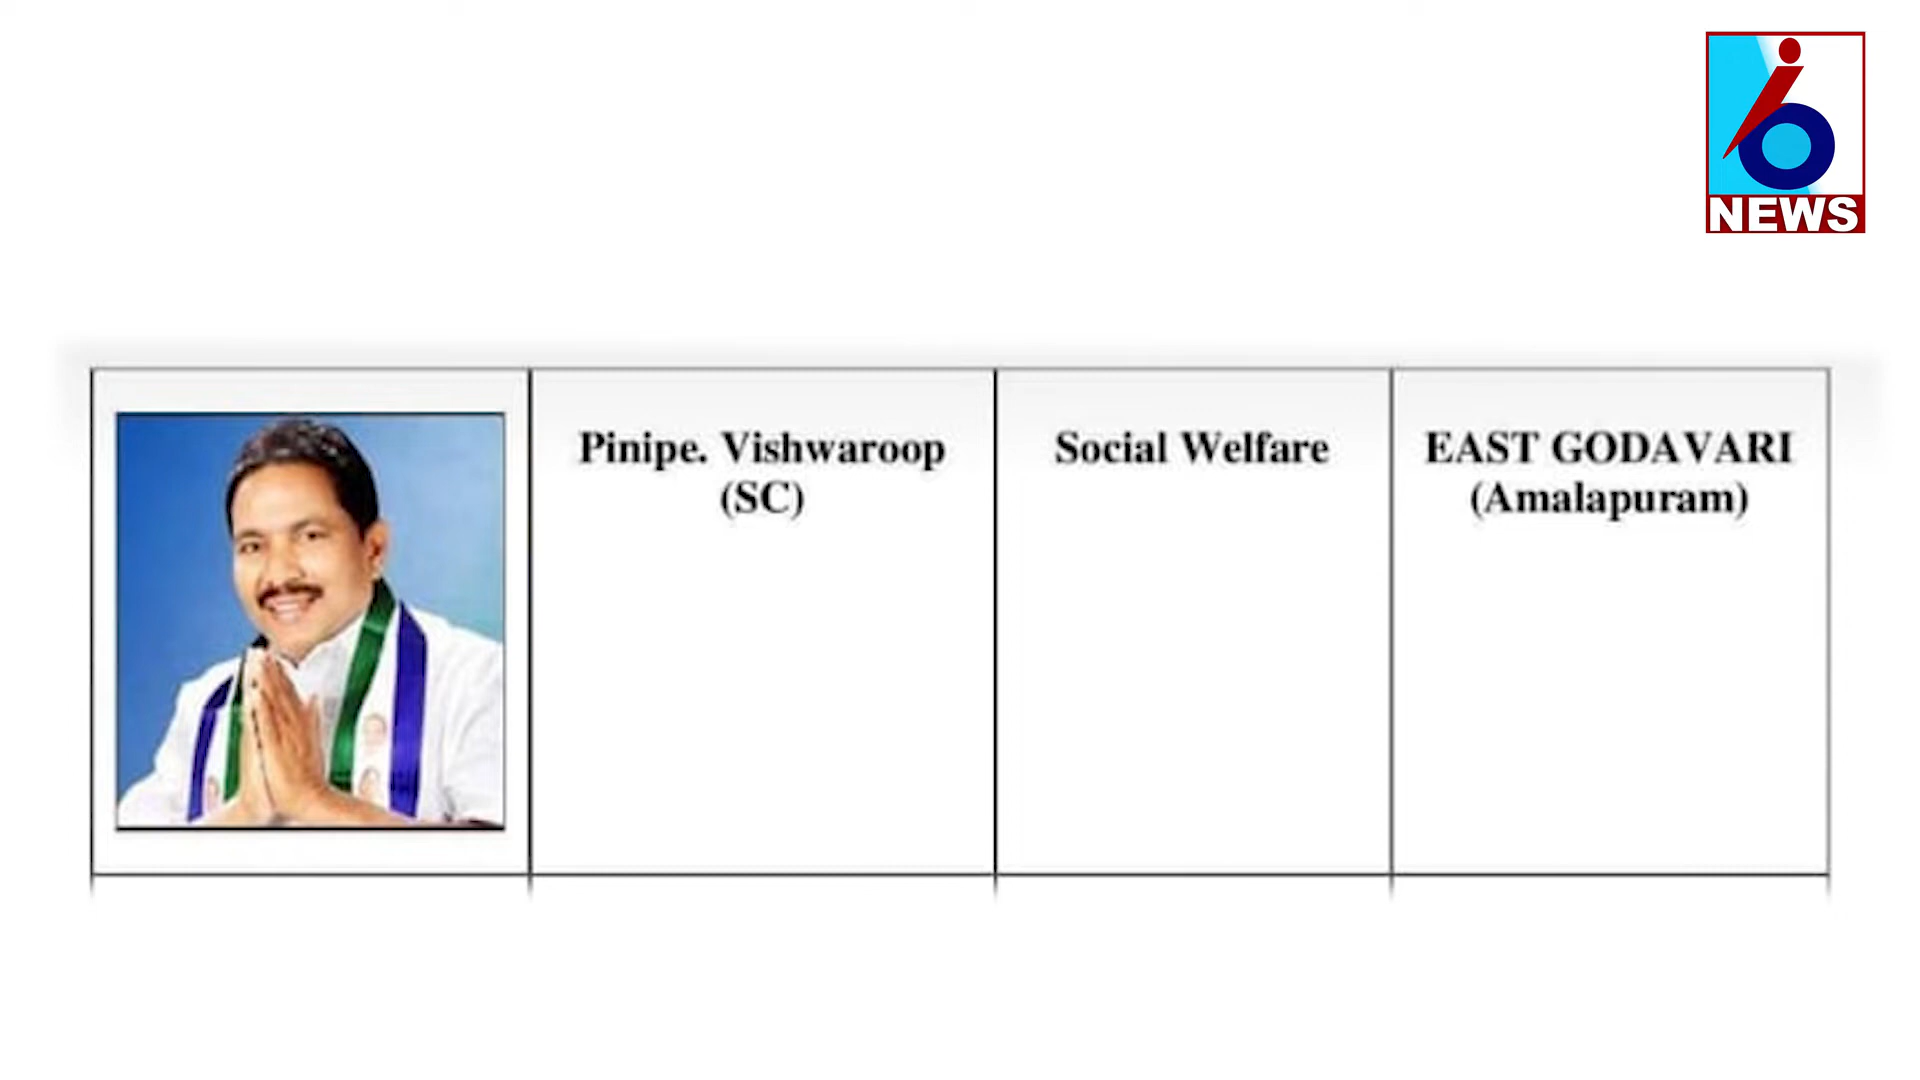 NEWS
Pinipe. Vishwaroop
(SC)
Social Welfare
EAST GODAVARI
(Amalapuram)